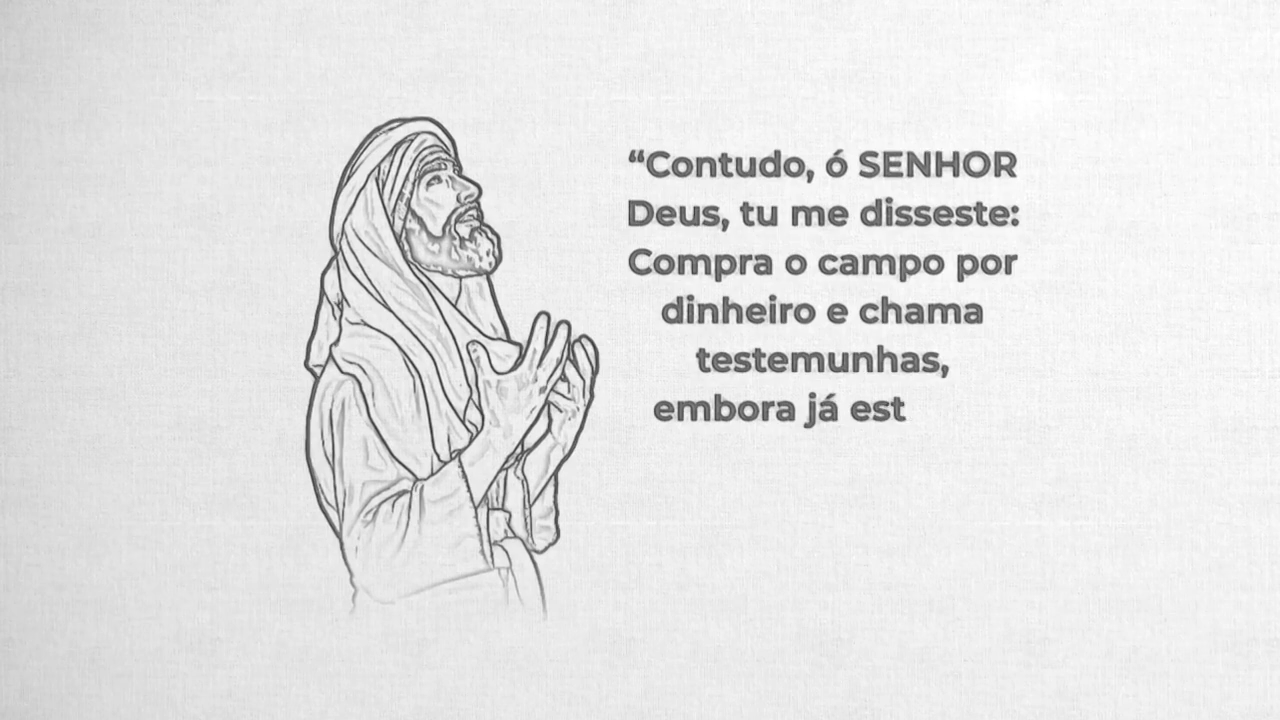 “Contudo, ó SENHOR
Deus, tu me disseste:
Compra o campo por
dinheiro e chama
testemunhas,
embora já est